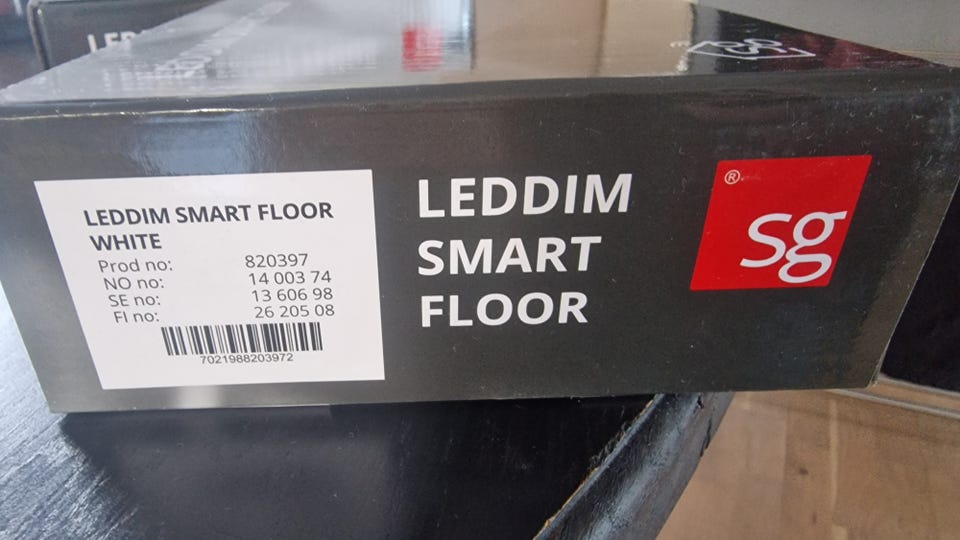 LEDDIM SMART FLOOR
WHITE
Prod no: 820397
NO no: 14 003 74
SE no: 13 606 98
FI no: 26 205 08
7021988203972
LEDDIM
SMART
FLOOR
®
sg